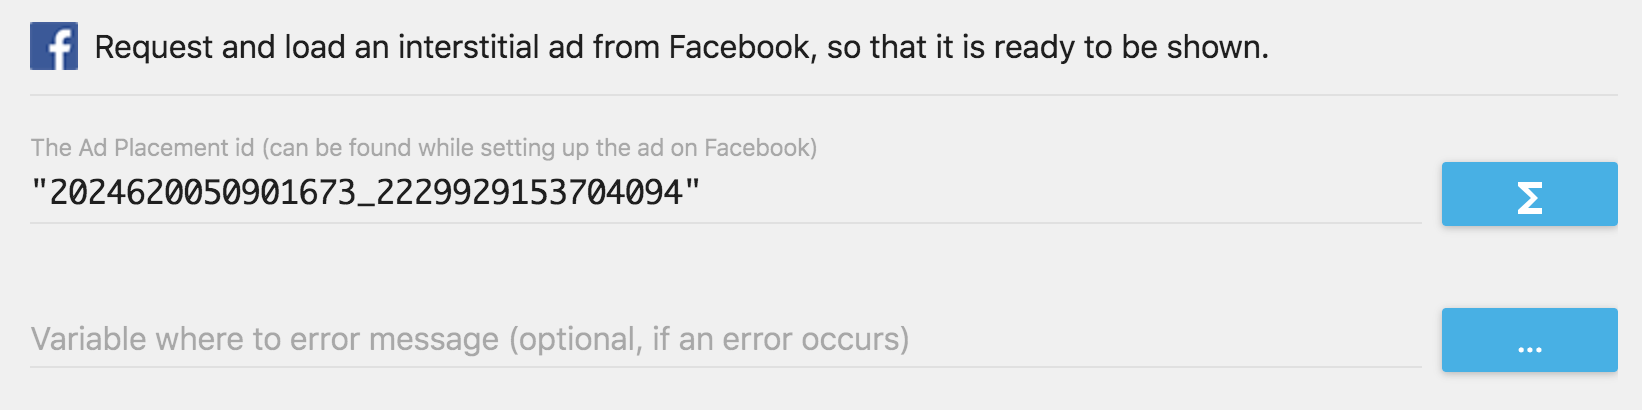 Request and load an interstitial ad from Facebook, so that it is ready to be shown.
The Ad Placement id (can be found while setting up the ad on Facebook)
"2024620050901673_2229929153704094"
Σ
Variable where to error message (optional, if an error occurs)
...